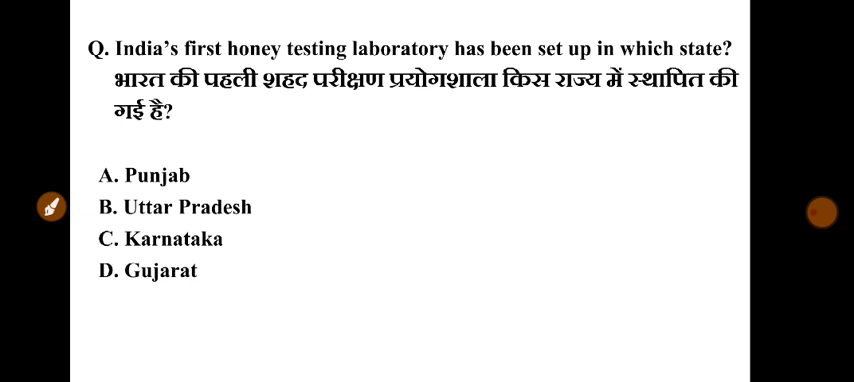 Q. India's first honey testing laboratory has been set up in which state?
भारत की पहली शहद परीक्षण प्रयोगशाला किस राज्य में स्थापित की
गई है?
A. Punjab
B. Uttar Pradesh
C. Karnataka
D. Gujarat